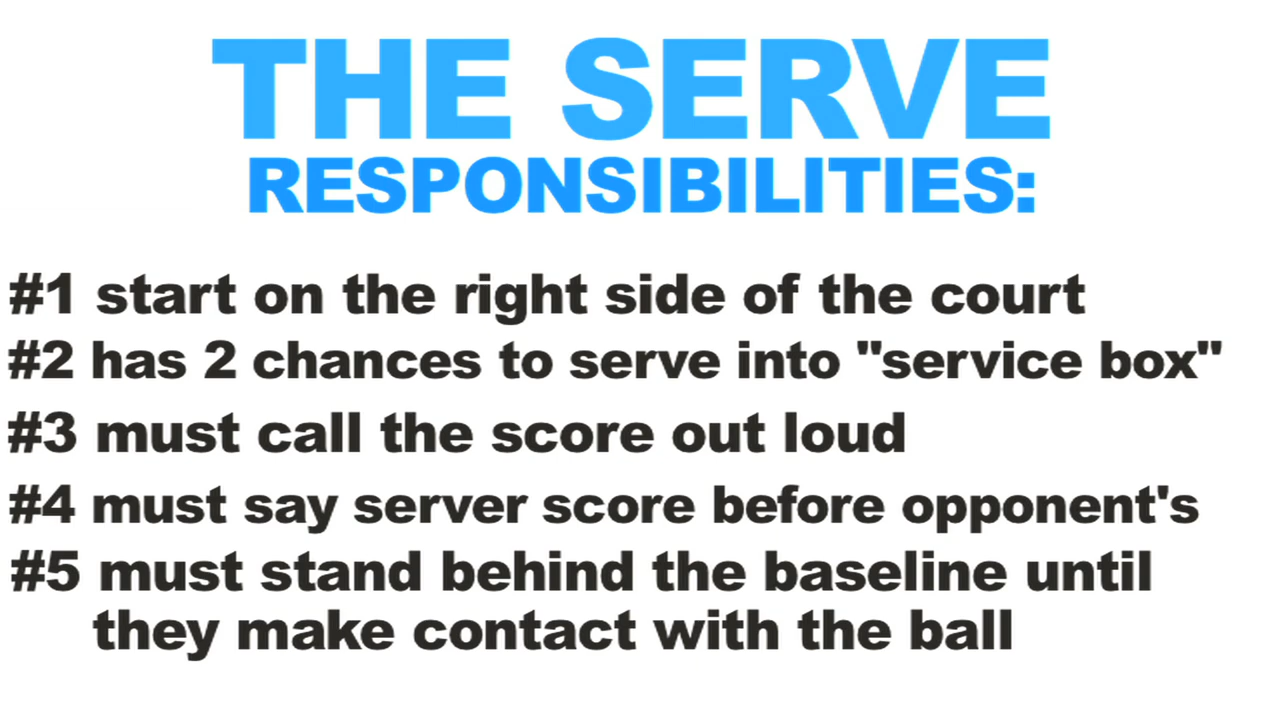 THE SERVE
RESPONSIBILITIES:
#1 start on the right side of the court
#2 has 2 chances to serve into "service box"
#3 must call the score out loud
#4 must say server score before opponent's
#5 must stand behind the baseline until
they make contact with the ball